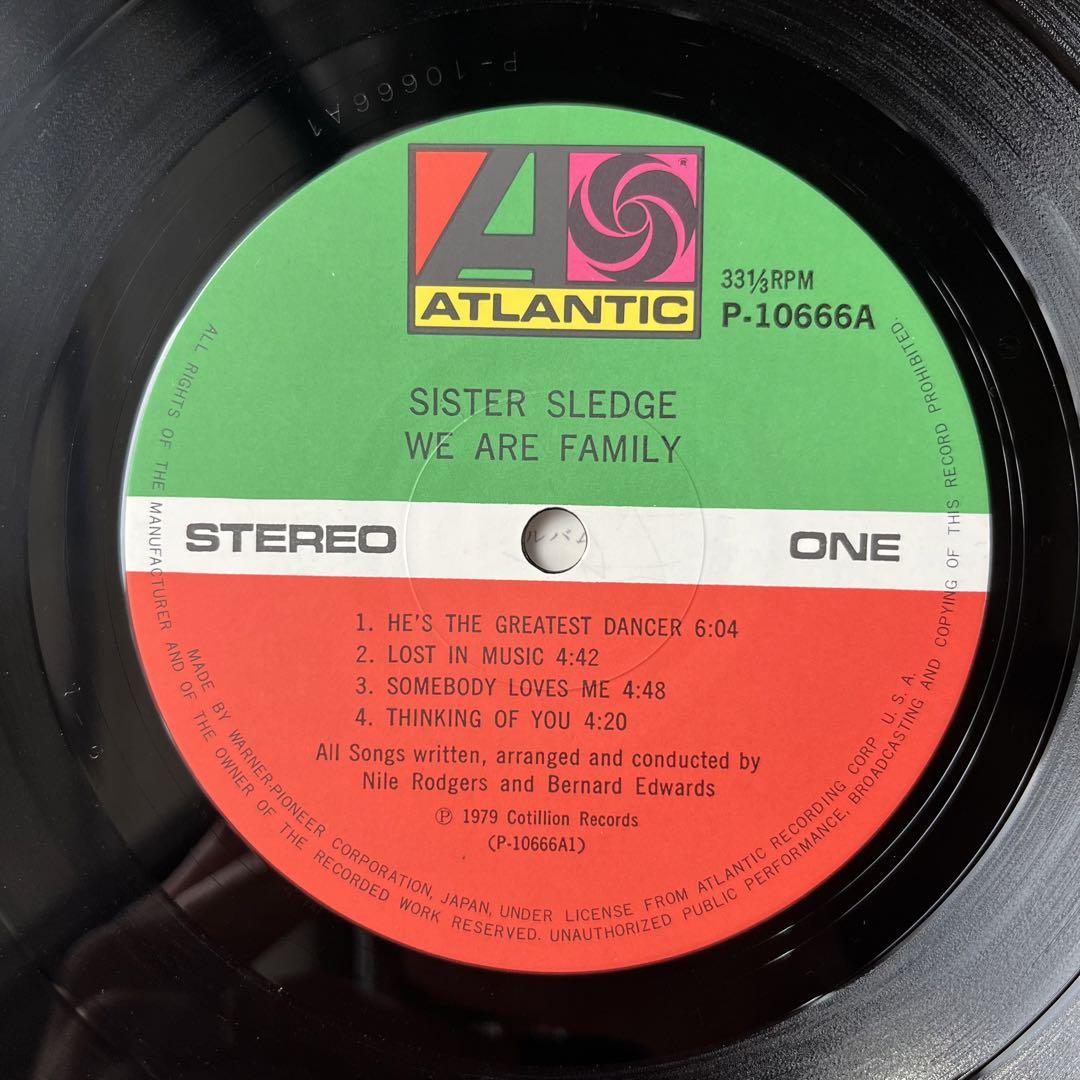 P-10666A1
ATLANTIC
®
33⅓RPM
P-10666A
SISTER SLEDGE
WE ARE FAMILY
STEREO
ルバム
ONE
1. HE'S THE GREATEST DANCER 6:04
2. LOST IN MUSIC 4:42
3. SOMEBODY LOVES ME 4:48
4. THINKING OF YOU 4:20
All Songs written, arranged and conducted by
Nile Rodgers and Bernard Edwards
℗ 1979 Cotillion Records
(P-10666A1)
MADE BY WARNER-PIONEER CORPORATION, JAPAN, UNDER LICENSE FROM ATLANTIC RECORDING CORP. U. S. A.
ALL RIGHTS OF THE MANUFACTURER AND OF THE OWNER OF THE RECORDED WORK RESERVED. UNAUTHORIZED PUBLIC PERFORMANCE, BROADCASTING AND COPYING OF THIS RECORD PROHIBITED.